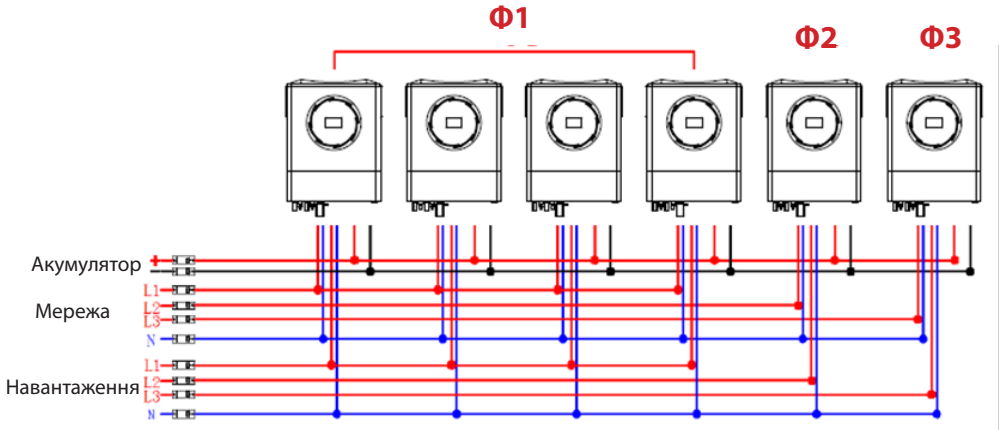 Ф1
Ф2
Ф3
Акумулятор
+
-
Мережа
L1
L2
L3
N
Навантаження
L1
L2
L3
N